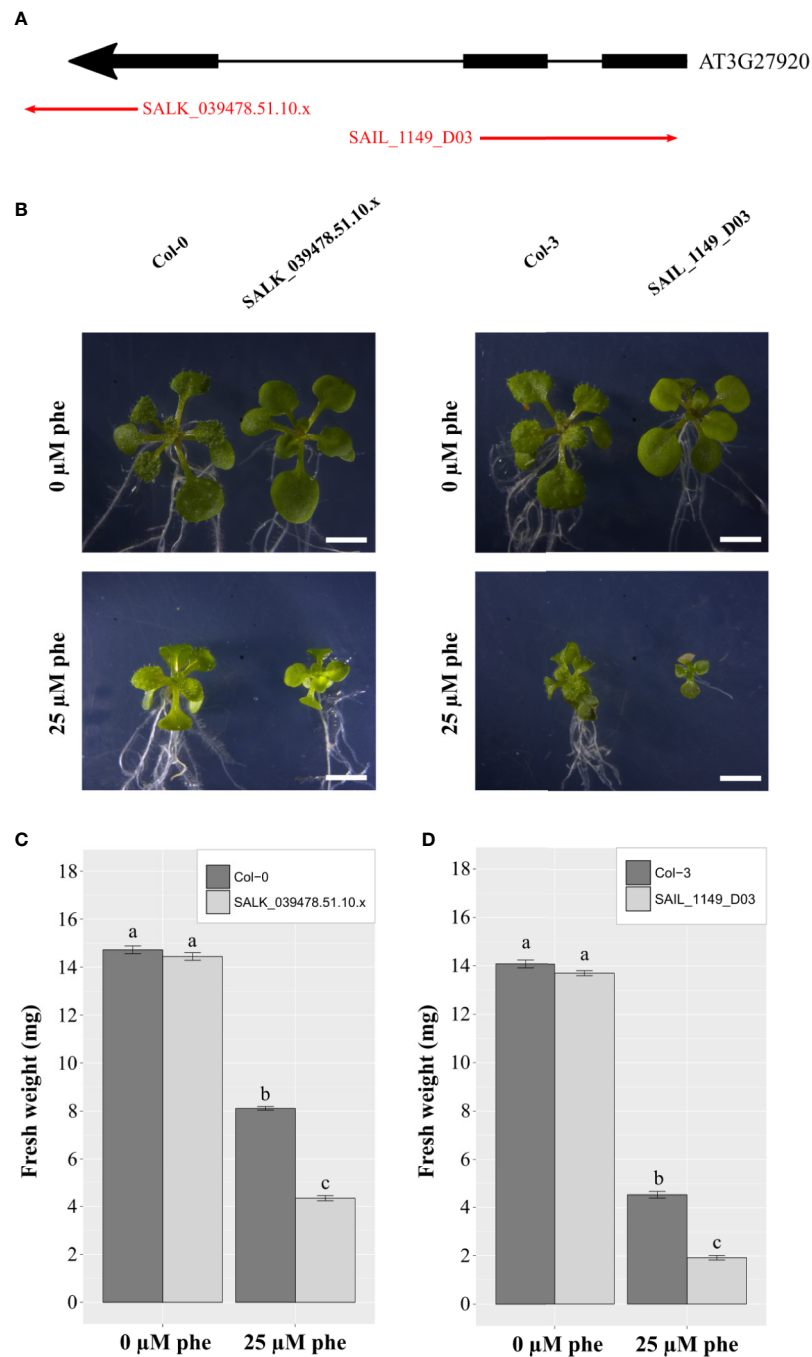 A
AT3G27920
SALK_039478.51.10.x
SAIL_1149_D03
B
Col-0
SALK_039478.51.10.x
Col-3
SAIL_1149_D03
0 µM phe
0 µM phe
25 µM phe
25 µM phe
C
Fresh weight (mg)
18
16
14
12
10
8
6
4
2
0
Col−0
SALK_039478.51.10.x
a
a
b
c
0 µM phe
25 µM phe
D
Fresh weight (mg)
18
16
14
12
10
8
6
4
2
0
Col−3
SAIL_1149_D03
a
a
b
c
0 µM phe
25 µM phe